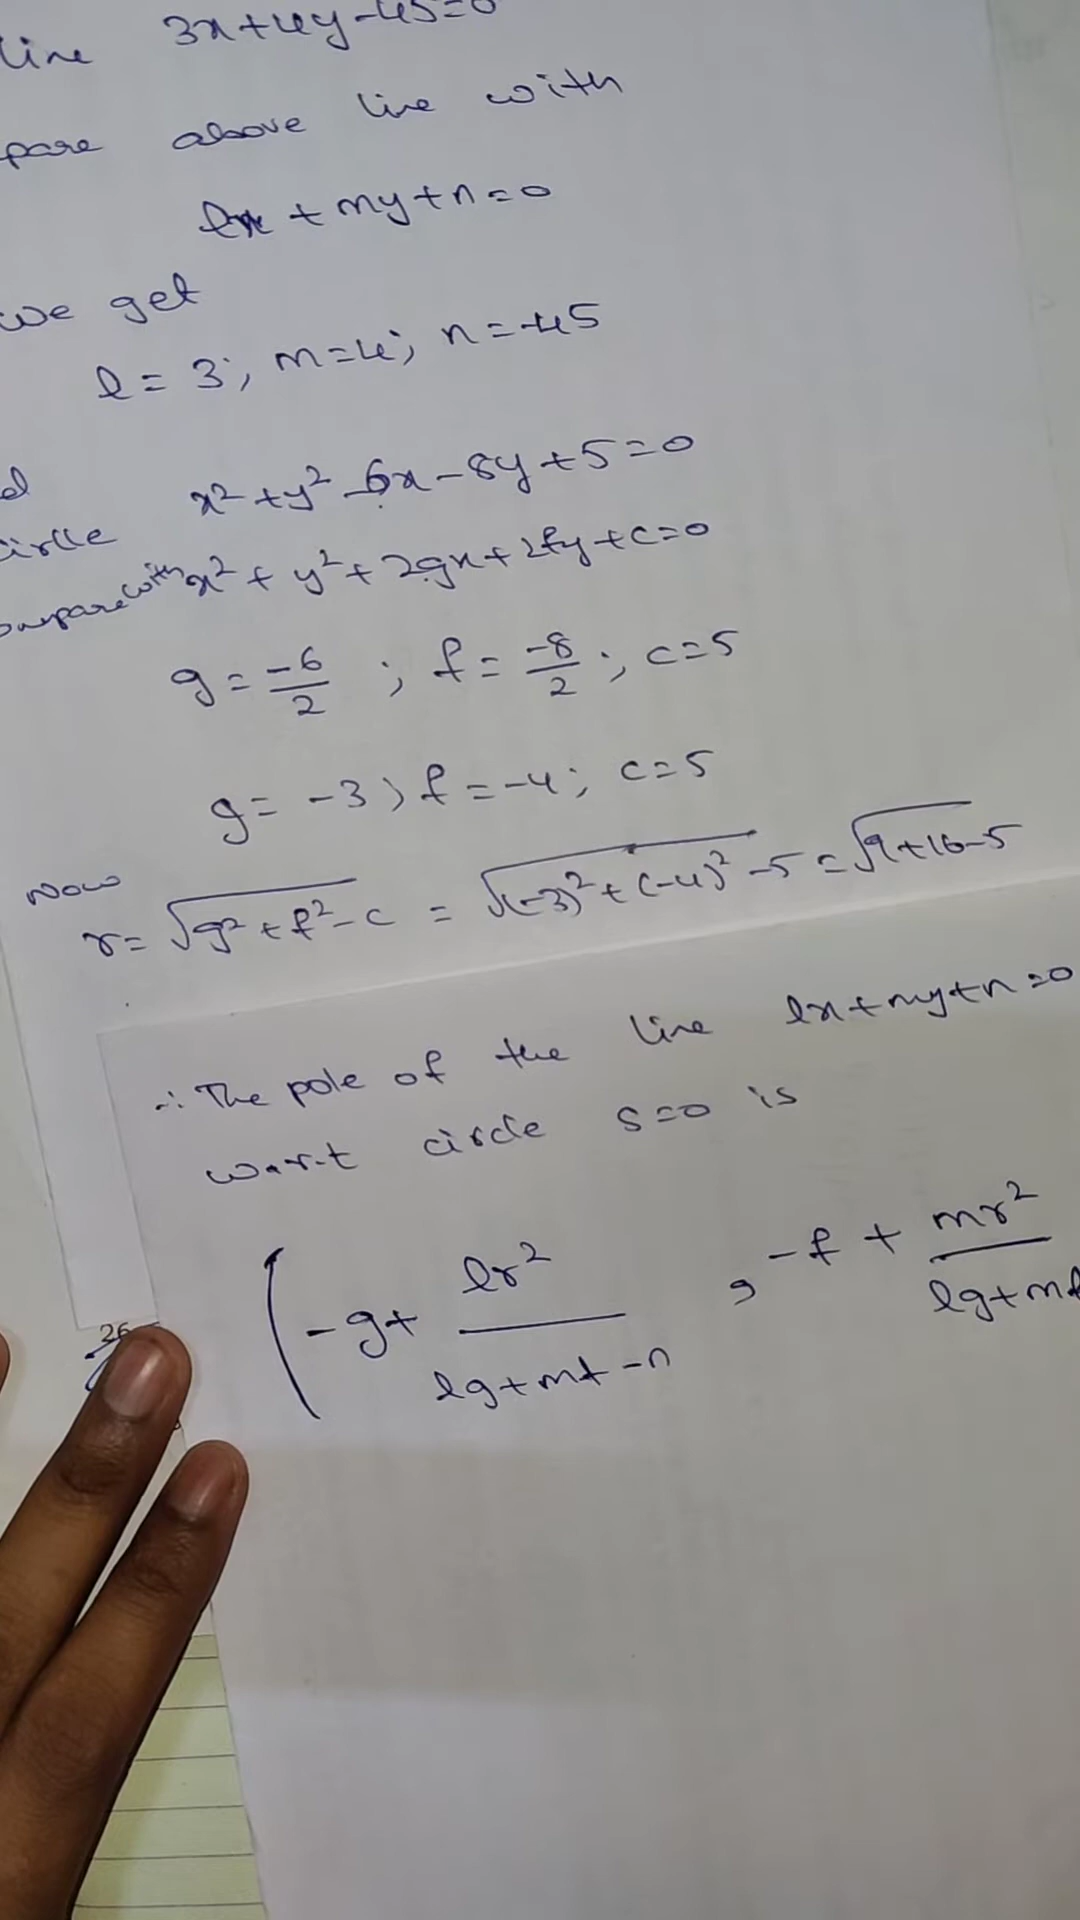 line 3x+4y-45=0
pare above line with
lx + my+n=0
we get
l = 3; m=4; n=-45
x²+y²-6x-8y+5=0
circle
compare with x²+y²+2gx+2fy+c=0
g = -6/2 ; f = -8/2 ; c=5
g = -3; f = -4; c=5
Now
r = √g²+f²-c = √(-3)²+(-4)²-5 = √9+16-5
∴ The pole of the line lx+my+n=0
w.r.t circle S=0 is
( -g+ lr²/lg+mf-n , -f + mr²/lg+mf
26